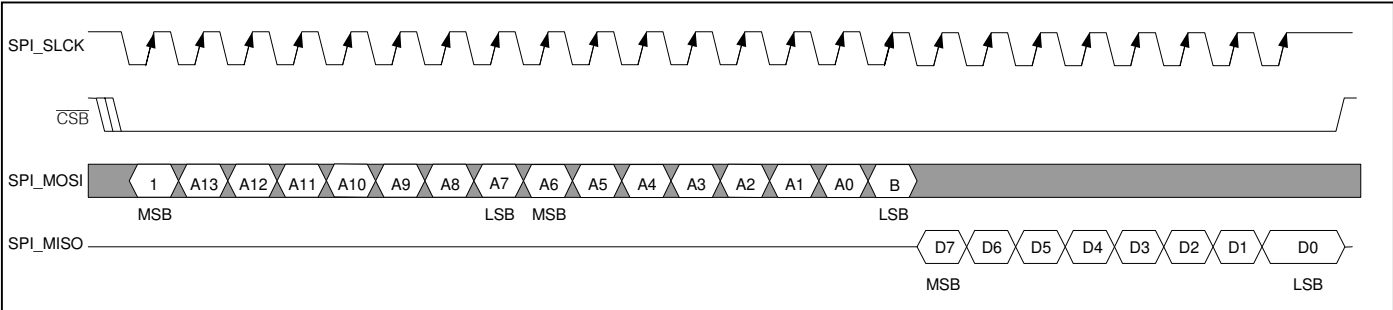 SPI_SLCK
CSB
SPI_MOSI 1 A13 A12 A11 A10 A9 A8 A7 A6 A5 A4 A3 A2 A1 A0 B
MSB LSB MSB LSB
SPI_MISO D7 D6 D5 D4 D3 D2 D1 D0
MSB LSB